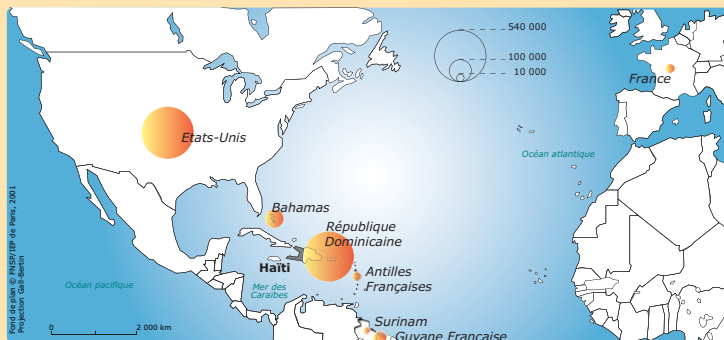 540 000
100 000
10 000
France
Etats-Unis
Océan atlantique
Bahamas
République
Dominicaine
Haïti
Antilles
Françaises
Océan pacifique
Mer des
Caraïbes
Surinam
Guyane Française
0
2 000 km
Fond de plan © FNSP/IEP de Paris, 2001
Projection Gall-Bertin